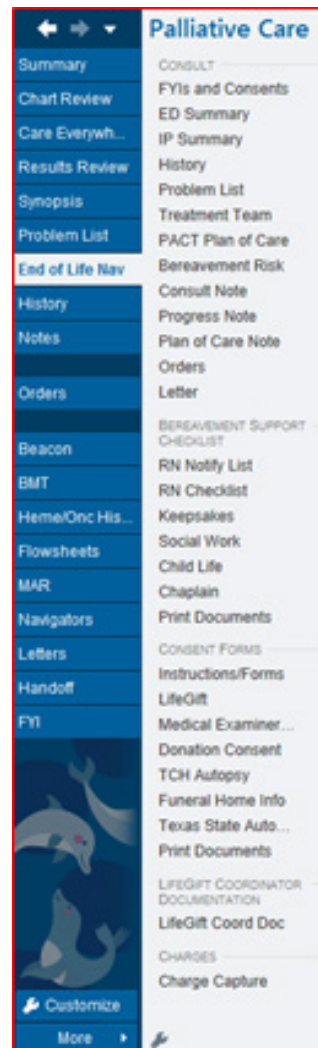 Summary
Chart Review
Care Everywh...
Results Review
Synopsis
Problem List
End of Life Nav
History
Notes
Orders
Beacon
BMT
Heme/Onc His...
Flowsheets
MAR
Navigators
Letters
Handoff
FYI
Customize
More
Palliative Care
CONSULT
FYIs and Consents
ED Summary
IP Summary
History
Problem List
Treatment Team
PACT Plan of Care
Bereavement Risk
Consult Note
Progress Note
Plan of Care Note
Orders
Letter
BEREAVEMENT SUPPORT
CHECKLIST
RN Notify List
RN Checklist
Keepsakes
Social Work
Child Life
Chaplain
Print Documents
CONSENT FORMS
Instructions/Forms
LifeGift
Medical Examiner...
Donation Consent
TCH Autopsy
Funeral Home Info
Texas State Auto...
Print Documents
LIFEGIFT COORDINATOR
DOCUMENTATION
LifeGift Coord Doc
CHARGES
Charge Capture